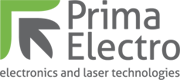 Prima
Electro
electronics and laser technologies